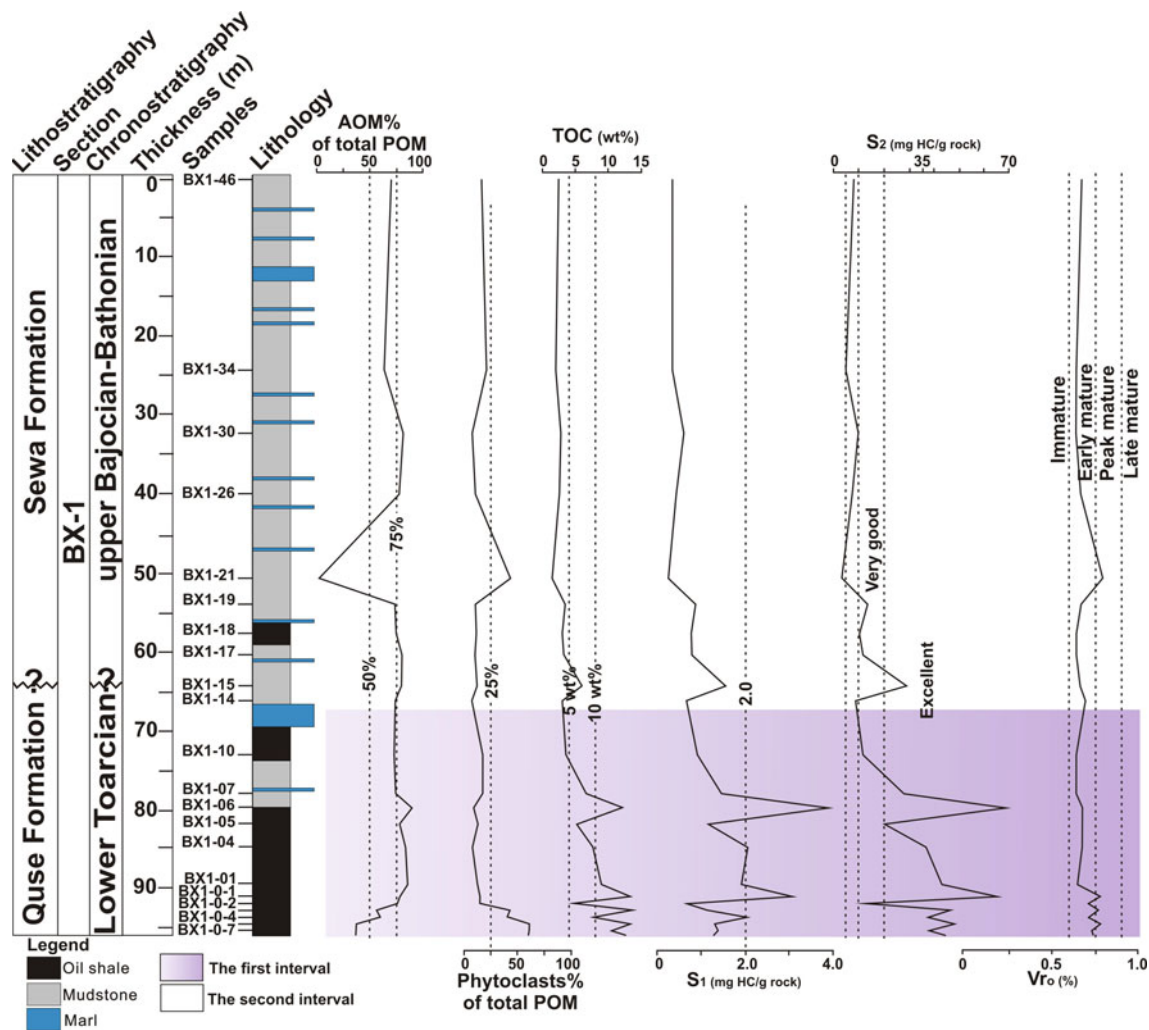 Lithostratigraphy
Section
Chronostratigraphy
Thickness (m)
Samples
Lithology
AOM%
of total POM
0 50 100
TOC (wt%)
0 5 10 15
S2 (mg HC/g rock)
0 35 70
Sewa Formation
Quse Formation
?
BX-1
upper Bajocian-Bathonian
Lower Toarcian
?
0
10
20
30
40
50
60
70
80
90
BX1-46
BX1-34
BX1-30
BX1-26
BX1-21
BX1-19
BX1-18
BX1-17
BX1-15
BX1-14
BX1-10
BX1-07
BX1-06
BX1-05
BX1-04
BX1-01
BX1-0-1
BX1-0-2
BX1-0-4
BX1-0-7
75%
50%
25%
5 wt%
10 wt%
2.0
Very good
Excellent
Immature
Early mature
Peak mature
Late mature
0 50 100
Phytoclasts%
of total POM
0 2.0 4.0
S1 (mg HC/g rock)
0 0.5 1.0
Vro (%)
Legend
Oil shale
Mudstone
Marl
The first interval
The second interval